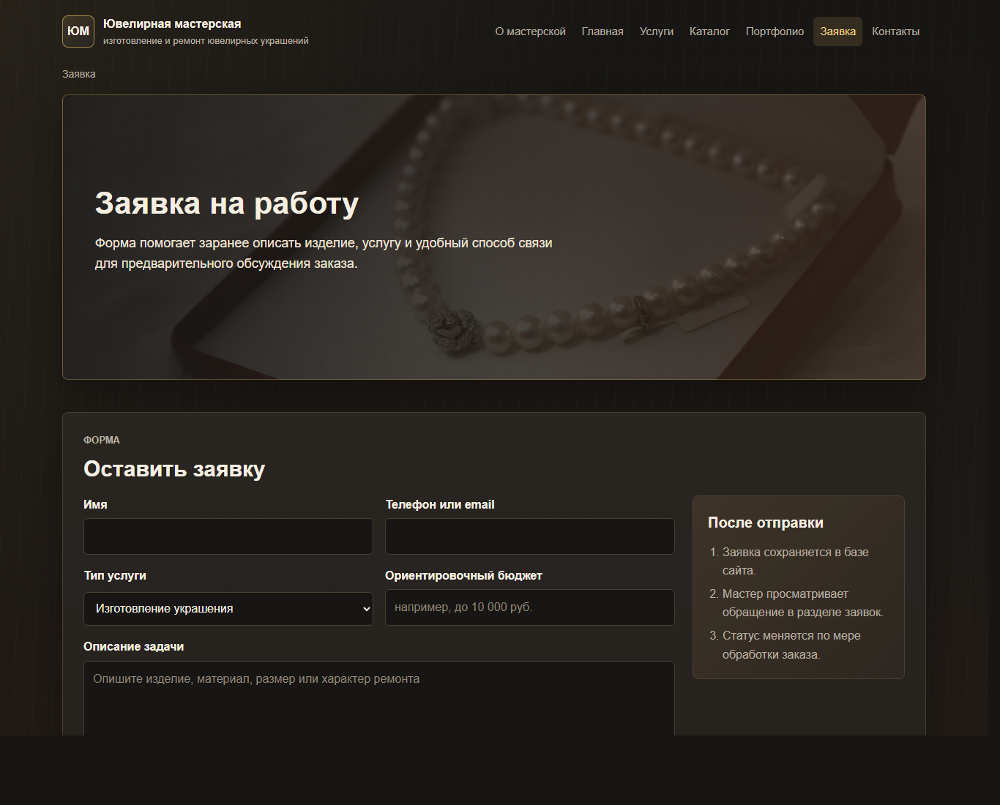 ЮМ
Ювелирная мастерская
изготовление и ремонт ювелирных украшений
О мастерской
Главная
Услуги
Каталог
Портфолио
Заявка
Контакты
Заявка
Заявка на работу
Форма помогает заранее описать изделие, услугу и удобный способ связи
для предварительного обсуждения заказа.
ФОРМА
Оставить заявку
Имя
Телефон или email
Тип услуги
Ориентировочный бюджет
Изготовление украшения
например, до 10 000 руб.
Описание задачи
Опишите изделие, материал, размер или характер ремонта
После отправки
1. Заявка сохраняется в базе
сайта.
2. Мастер просматривает
обращение в разделе заявок.
3. Статус меняется по мере
обработки заказа.